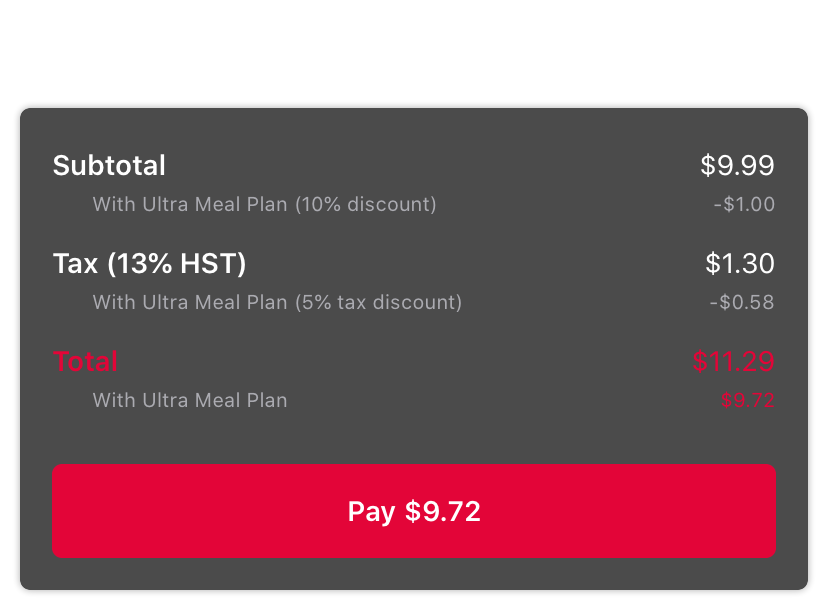 Subtotal $9.99
With Ultra Meal Plan (10% discount) -$1.00
Tax (13% HST) $1.30
With Ultra Meal Plan (5% tax discount) -$0.58
Total $11.29
With Ultra Meal Plan $9.72
Pay $9.72